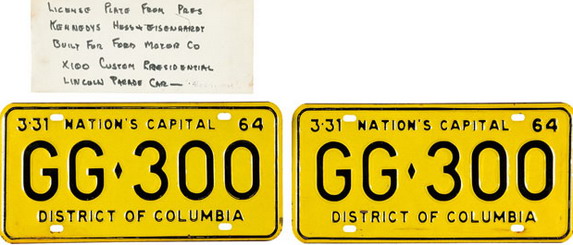 LICENSE PLATE FROM PRES
KENNEDYS HESS & EISENHARDT
BUILT FOR FORD MOTOR CO
X100 CUSTOM PRESIDENTIAL
LINCOLN PARADE CAR —
3·31 NATION'S CAPITAL 64
GG♦300
DISTRICT OF COLUMBIA
3·31 NATION'S CAPITAL 64
GG♦300
DISTRICT OF COLUMBIA